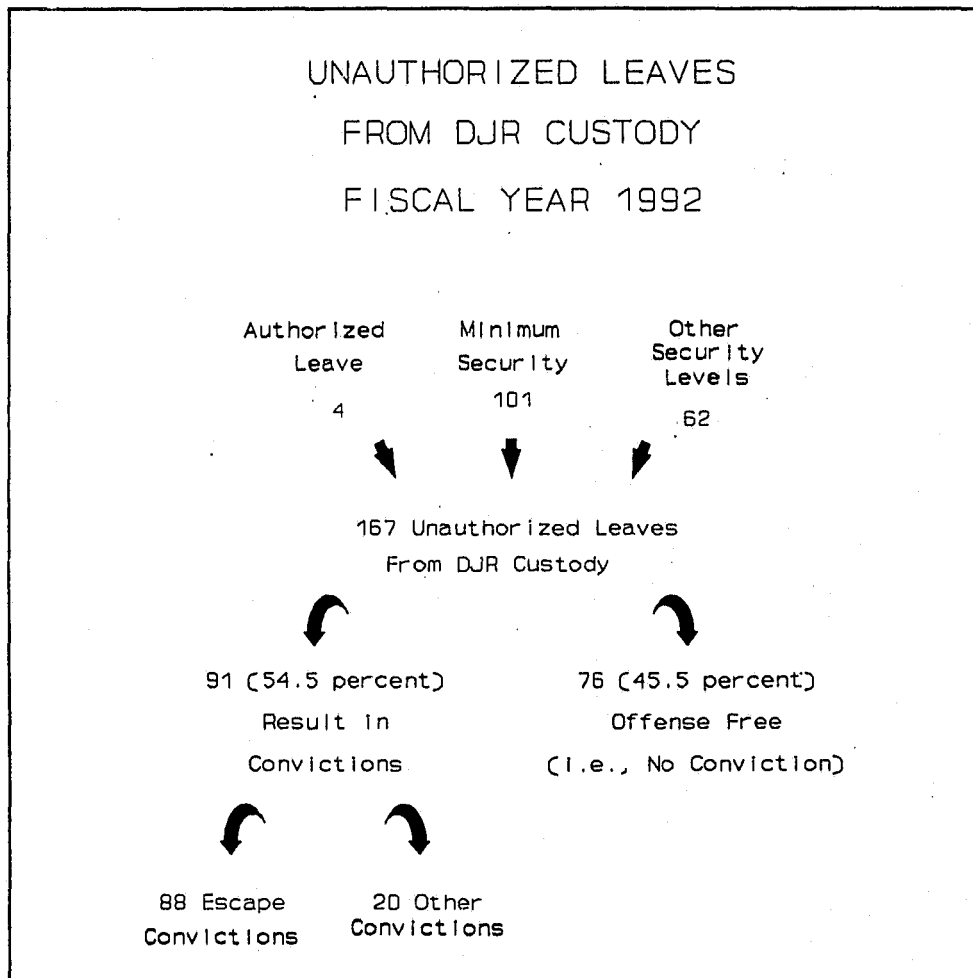 UNAUTHORIZED LEAVES
FROM DJR CUSTODY
FISCAL YEAR 1992
Authorized
Leave
4
Minimum
Security
101
Other
Security
Levels
62
167 Unauthorized Leaves
From DJR Custody
91 (54.5 percent)
Result in
Convictions
76 (45.5 percent)
Offense Free
(i.e., No Conviction)
88 Escape
Convictions
20 Other
Convictions